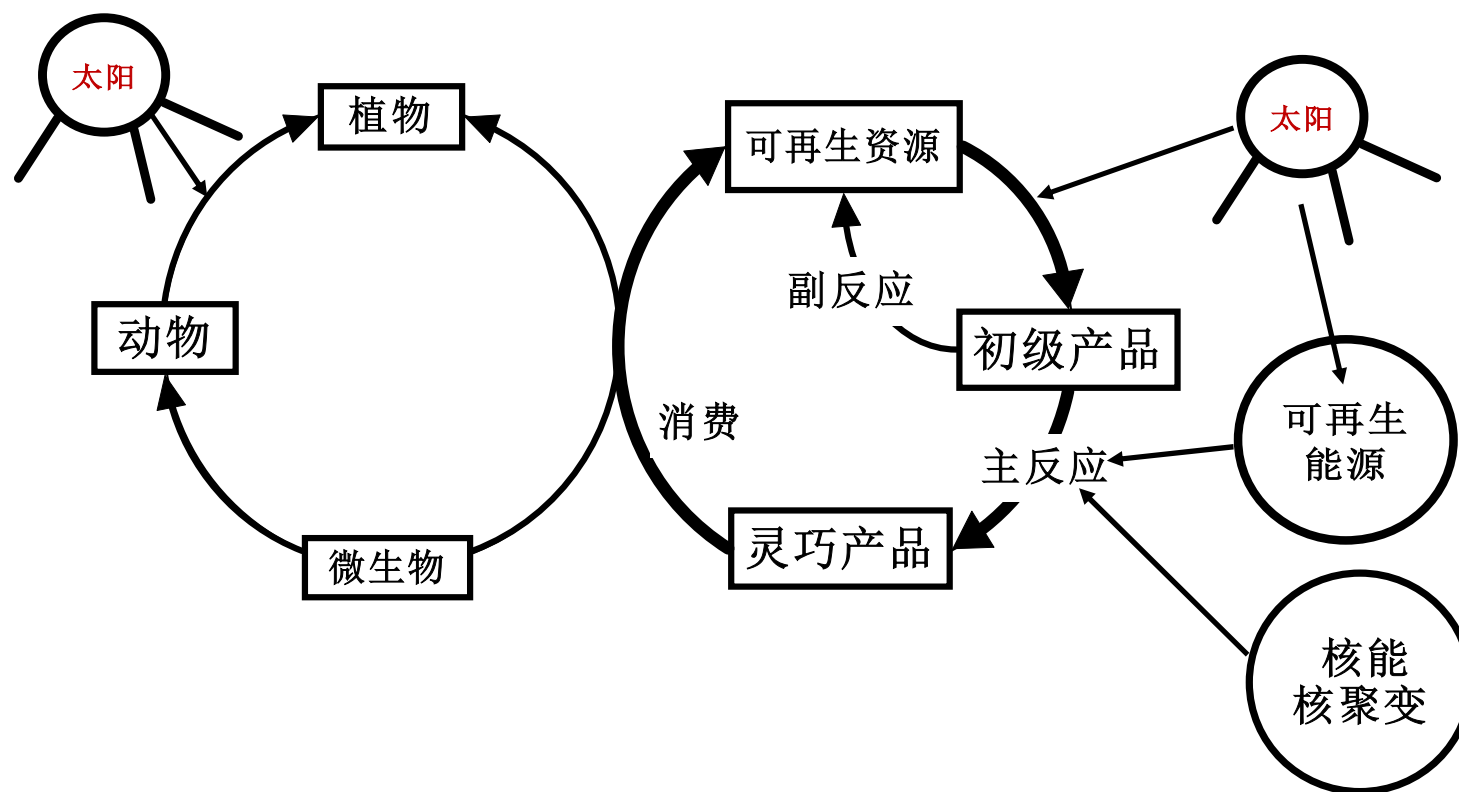 太阳
植物
可再生资源
太阳
副反应
动物
初级产品
消费
可再生
能源
主反应
灵巧产品
微生物
核能
核聚变